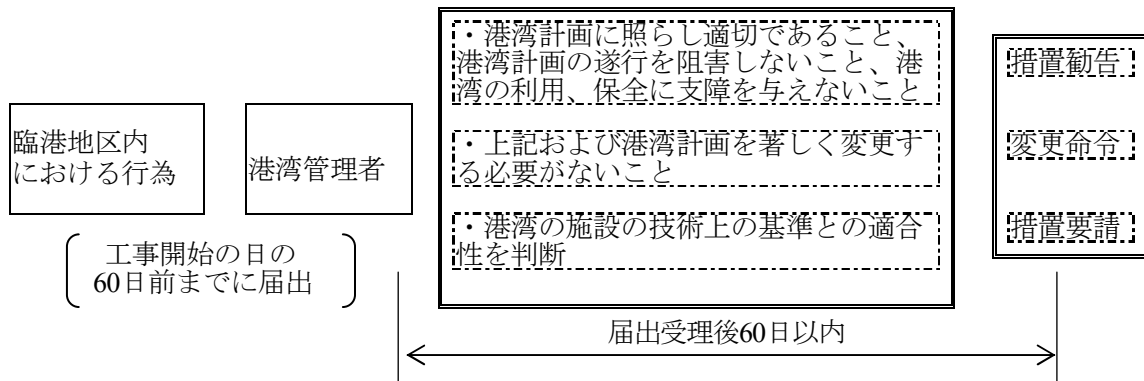 臨港地区内
における行為
工事開始の日の
60日前までに届出
港湾管理者
・港湾計画に照らし適切であること、
港湾計画の遂行を阻害しないこと、港
湾の利用、保全に支障を与えないこと
・上記および港湾計画を著しく変更す
る必要がないこと
・港湾の施設の技術上の基準との適合
性を判断
措置勧告
変更命令
措置要請
届出受理後60日以内